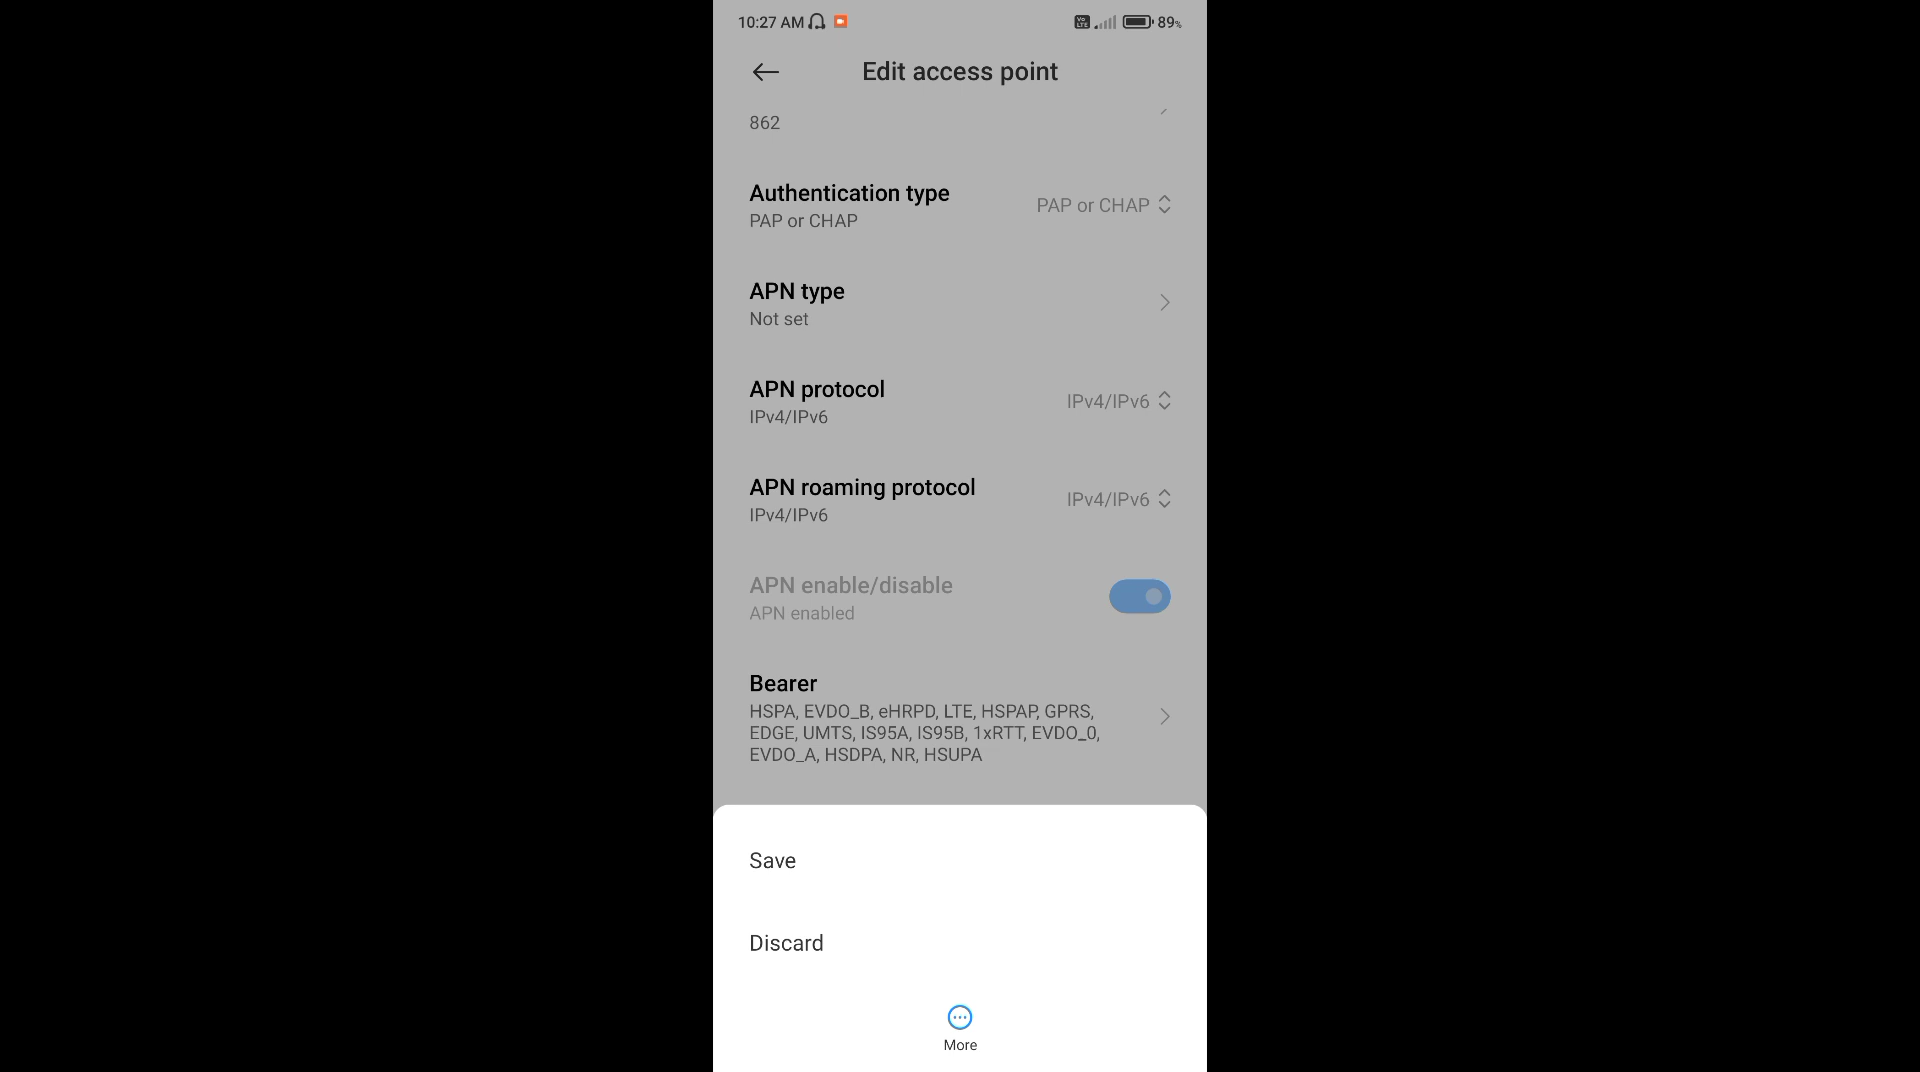 10:27 AM
Vo LTE
89%
Edit access point
862
Authentication type
PAP or CHAP
PAP or CHAP
APN type
Not set
APN protocol
IPv4/IPv6
IPv4/IPv6
APN roaming protocol
IPv4/IPv6
IPv4/IPv6
APN enable/disable
APN enabled
Bearer
HSPA, EVDO_B, eHRPD, LTE, HSPAP, GPRS,
EDGE, UMTS, IS95A, IS95B, 1xRTT, EVDO_0,
EVDO_A, HSDPA, NR, HSUPA
Save
Discard
More